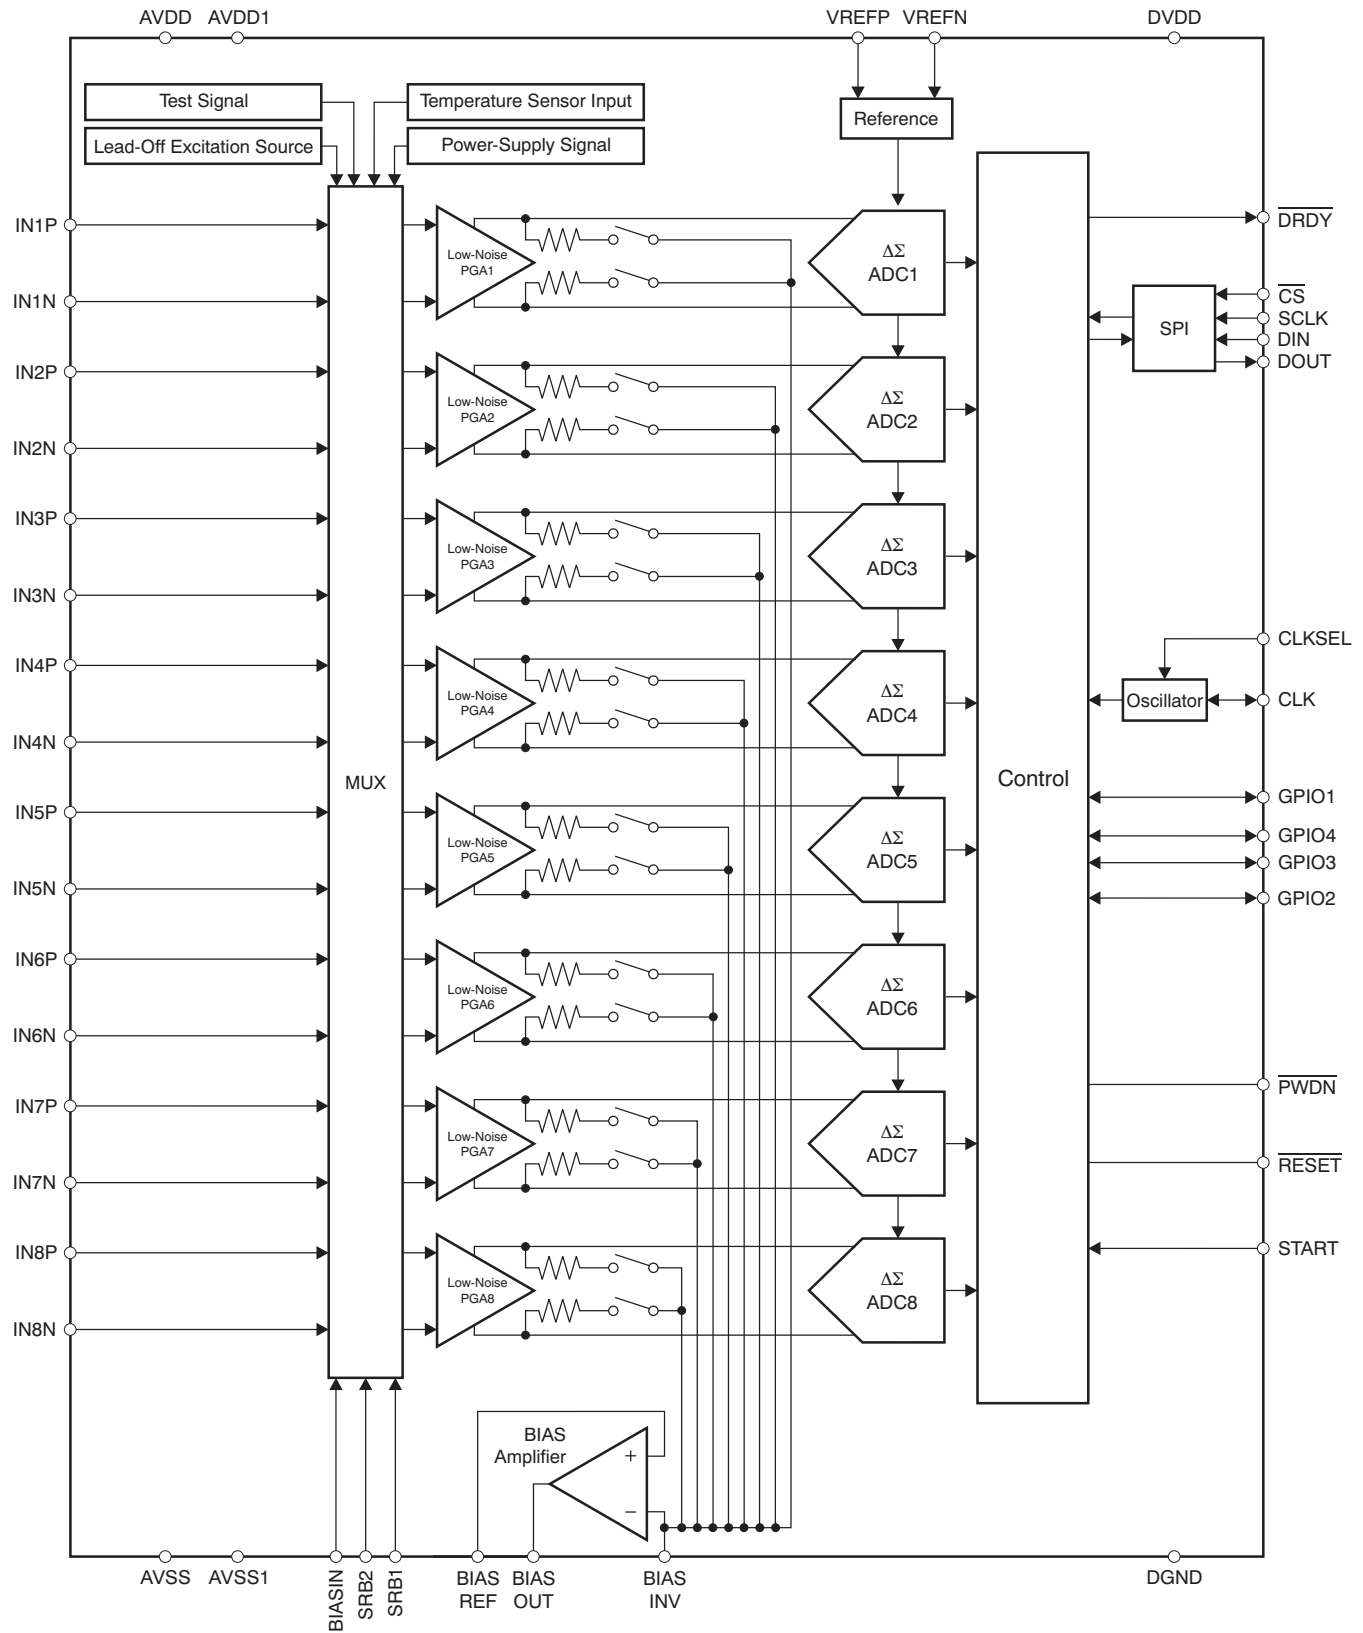 AVDD AVDD1 VREFP VREFN DVDD
Test Signal
Temperature Sensor Input
Lead-Off Excitation Source
Power-Supply Signal
Reference
IN1P
IN1N
IN2P
IN2N
IN3P
IN3N
IN4P
IN4N
IN5P
IN5N
IN6P
IN6N
IN7P
IN7N
IN8P
IN8N
MUX
Low-Noise
PGA1
Low-Noise
PGA2
Low-Noise
PGA3
Low-Noise
PGA4
Low-Noise
PGA5
Low-Noise
PGA6
Low-Noise
PGA7
Low-Noise
PGA8
ΔΣ
ADC1
ΔΣ
ADC2
ΔΣ
ADC3
ΔΣ
ADC4
ΔΣ
ADC5
ΔΣ
ADC6
ΔΣ
ADC7
ΔΣ
ADC8
Control
SPI
Oscillator
DRDY
CS
SCLK
DIN
DOUT
CLKSEL
CLK
GPIO1
GPIO4
GPIO3
GPIO2
PWDN
RESET
START
BIAS
Amplifier
+
−
AVSS AVSS1
BIASIN
SRB2
SRB1
BIAS
REF
BIAS
OUT
BIAS
INV
DGND